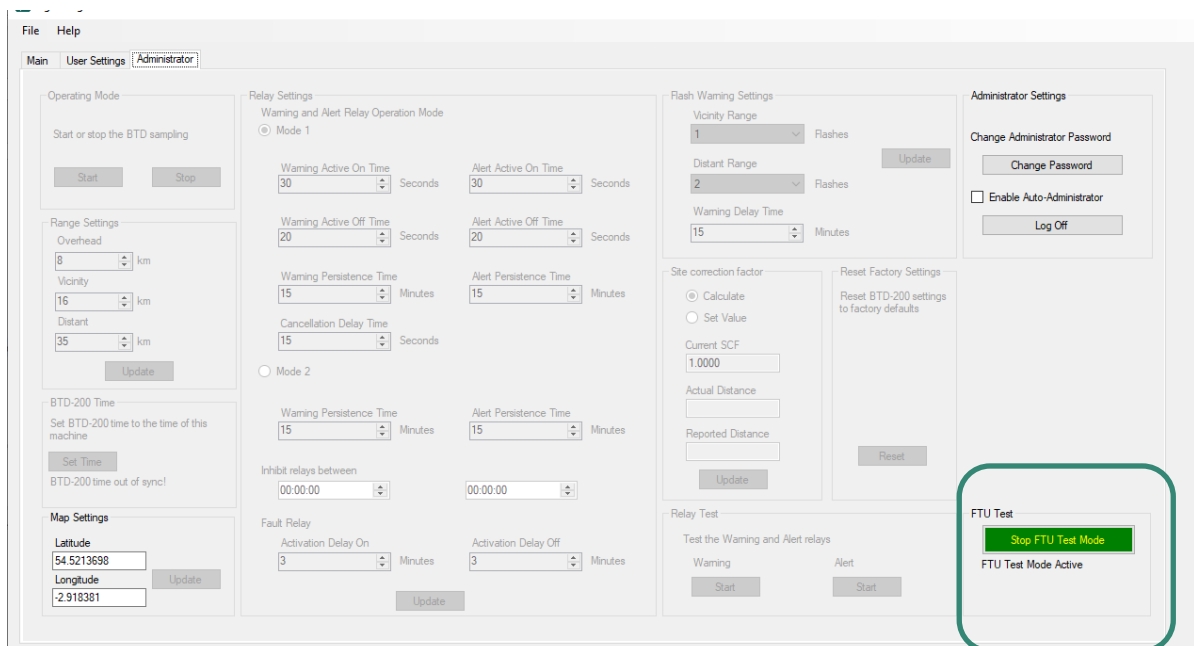 File Help
Main User Settings Administrator
Operating Mode
Start or stop the BTD sampling
Start Stop
Range Settings
Overhead
8 km
Vicinity
16 km
Distant
35 km
Update
BTD-200 Time
Set BTD-200 time to the time of this
machine
Set Time
BTD-200 time out of sync!
Map Settings
Latitude
54.5213698
Longitude
Update
-2.918381
Relay Settings
Warning and Alert Relay Operation Mode
Mode 1
Warning Active On Time Alert Active On Time
30 Seconds 30 Seconds
Warning Active Off Time Alert Active Off Time
20 Seconds 20 Seconds
Warning Persistence Time Alert Persistence Time
15 Minutes 15 Minutes
Cancellation Delay Time
15 Seconds
Mode 2
Warning Persistence Time Alert Persistence Time
15 Minutes 15 Minutes
Inhibit relays between
00:00:00 00:00:00
Fault Relay
Activation Delay On Activation Delay Off
3 Minutes 3 Minutes
Update
Flash Warning Settings
Vicinity Range
1 Flashes
Update
Distant Range
2 Flashes
Warning Delay Time
15 Minutes
Site correction factor
Calculate
Set Value
Current SCF
1.0000
Actual Distance
Reported Distance
Update
Reset Factory Settings
Reset BTD-200 settings
to factory defaults
Reset
Relay Test
Test the Warning and Alert relays
Warning Alert
Start Start
Administrator Settings
Change Administrator Password
Change Password
Enable Auto-Administrator
Log Off
FTU Test
Stop FTU Test Mode
FTU Test Mode Active